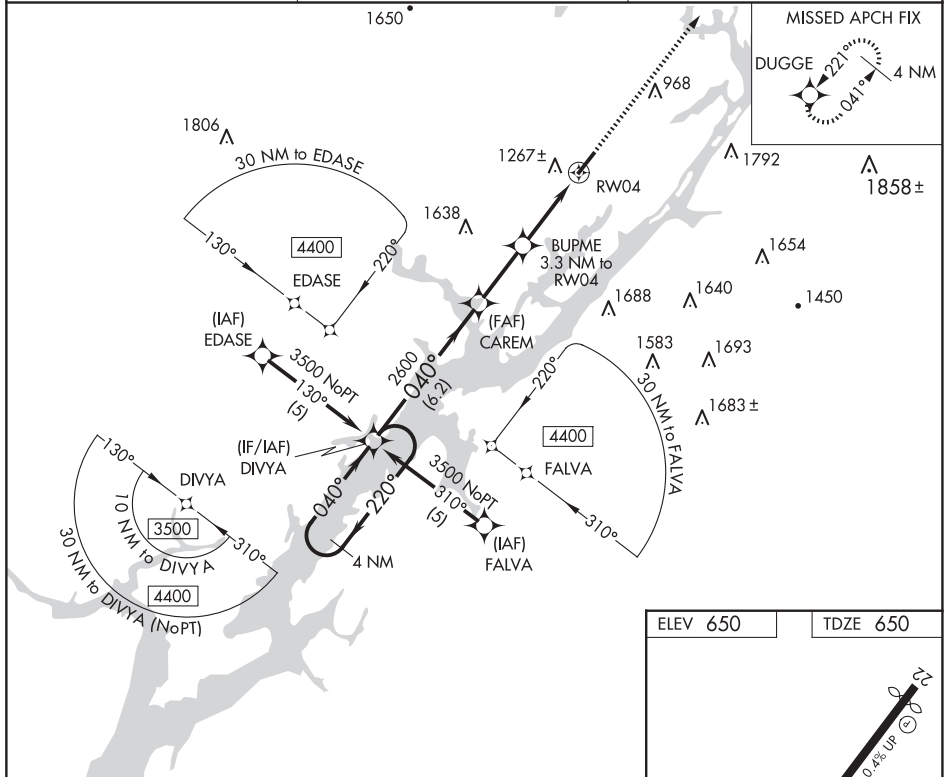 1650
MISSED APCH FIX
DUGGE
221°
041°
4 NM
968
1806
30 NM to EDASE
130°
4400
220°
EDASE
1267±
RW04
1792
1858±
1638
BUPME
3.3 NM to
RW04
1654
1688
1640
1450
(IAF)
EDASE
3500 NoPT
130°
(5)
(FAF)
CAREM
2600
040°
(6.2)
1583
1693
1683±
220°
30 NM to FALVA
4400
FALVA
310°
(IF/IAF)
DIVYA
3500 NoPT
310°
(5)
(IAF)
FALVA
040°
220°
4 NM
130°
DIVYA
10 NM to DIVYA
3500
310°
30 NM to DIVYA (NoPT)
4400
ELEV 650
TDZE 650
22
P
0.4% UP